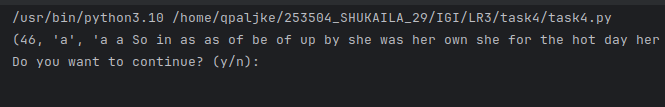 /usr/bin/python3.10 /home/qpaljke/253504_SHUKAILA_29/IGI/LR3/task4/task4.py
(46, 'a', 'a a So in as as of be of up by she was her own she for the hot day her
Do you want to continue? (y/n):